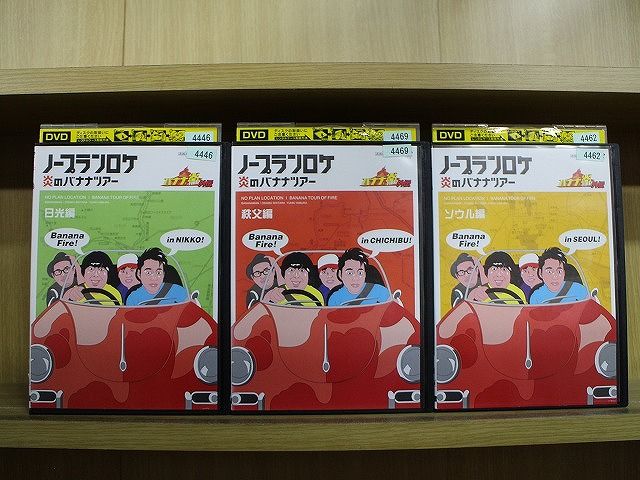 DVD
4446
4446
ノープランロケ
炎のバナナツアー
NO PLAN LOCATION | BANANA TOUR OF FIRE
日光編
Banana Fire!
in NIKKO!
DVD
4469
4469
ノープランロケ
炎のバナナツアー
NO PLAN LOCATION | BANANA TOUR OF FIRE
秩父編
Banana Fire!
in CHICHIBU!
DVD
4462
4462
ノープランロケ
炎のバナナツアー
NO PLAN LOCATION | BANANA TOUR OF FIRE
ソウル編
Banana Fire!
in SEOUL!